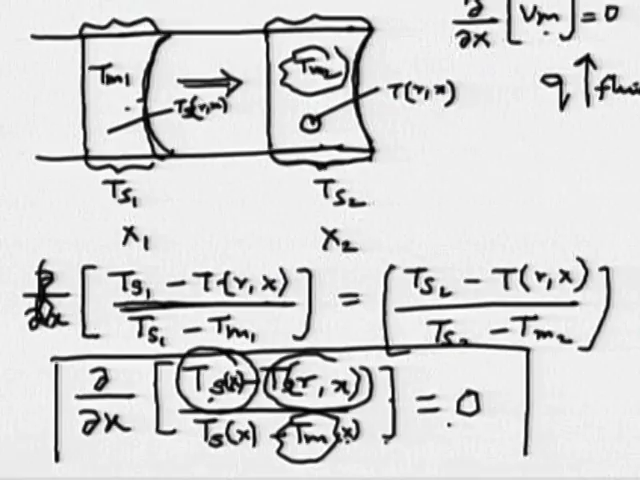 ∂/∂x [Vm] = 0
Tm1 ⇒ Tm2
Ts(r,x) T(r,x) q ↑
Ts1 Ts2
x1 x2
∂/∂x [ (Ts1 − T(r,x)) / (Ts1 − Tm1) ] = [ (Ts2 − T(r,x)) / (Ts2 − Tm2) ]
∂/∂x [ (Ts(x) − T(r,x)) / (Ts(x) − Tm(x)) ] = 0